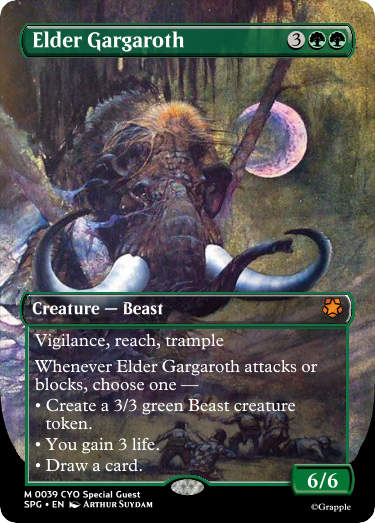 Elder Gargaroth 3
Creature — Beast
Vigilance, reach, trample
Whenever Elder Gargaroth attacks or
blocks, choose one —
• Create a 3/3 green Beast creature
token.
• You gain 3 life.
• Draw a card.
6/6
M 0039 CYO Special Guest
SPG • EN Arthur Suydam
©Grapple